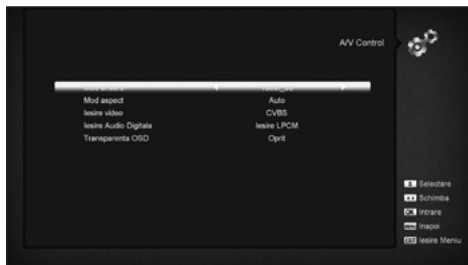 A/V Control
Mod aspect Auto
Iesire video CVBS
Iesire Audio Digitala Iesire LPCM
Transparenta OSD Oprit
Selectare
Schimba
OK Intrare
MENU Inapoi
EXIT Iesire Meniu